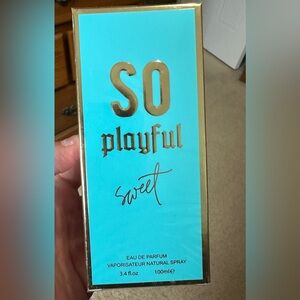 SO
playful
sweet
EAU DE PARFUM
VAPORISATEUR NATURAL SPRAY
3.4 fl.oz 100ml℮